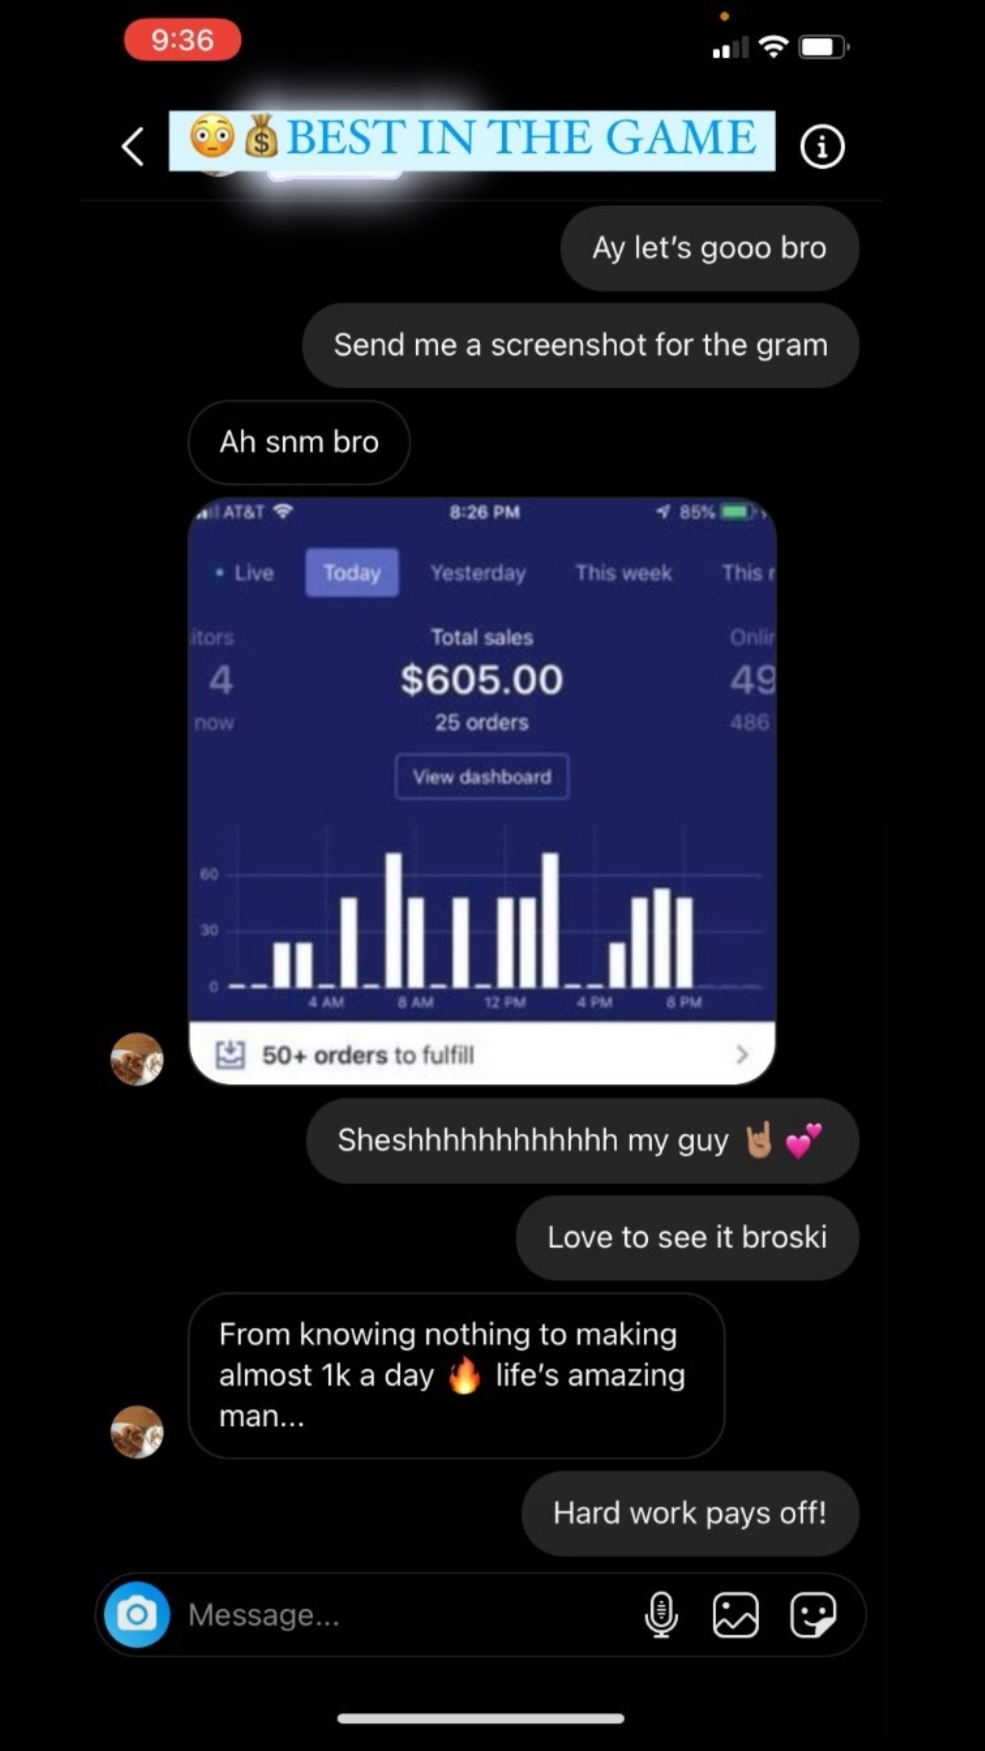 9:36
😳💰BEST IN THE GAME
Ay let's gooo bro
Send me a screenshot for the gram
Ah snm bro
AT&T 8:26 PM 85%
Live Today Yesterday This week This
itors Total sales
4 $605.00 49
now 25 orders 486
View dashboard
60
30
0
4 AM 8 AM 12 PM 4 PM 8 PM
50+ orders to fulfill
Sheshhhhhhhhhhhh my guy 🤘🏽 💕
Love to see it broski
From knowing nothing to making
almost 1k a day 🔥 life's amazing
man...
Hard work pays off!
Message...